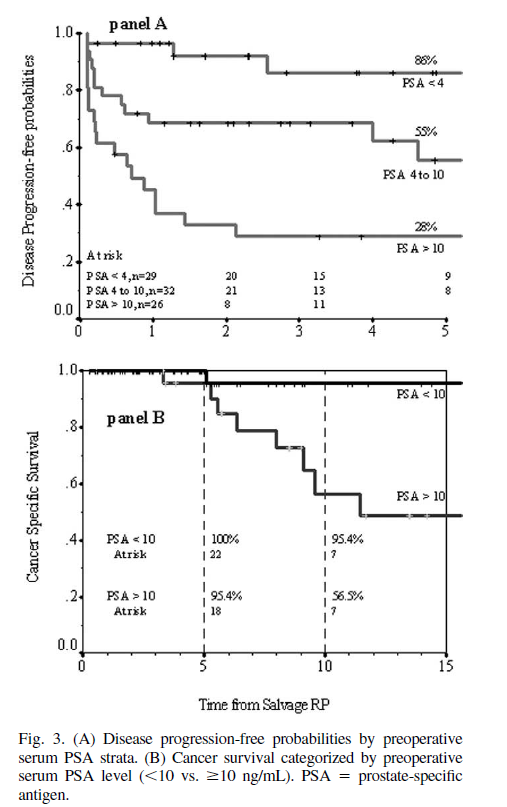 panel A
Disease Progression-free probabilities
1.0
.8
.6
.4
.2
0.0
86%
PSA <4
55%
PSA 4 to 10
28%
PSA > 10
At risk
PSA < 4, n=29 20 15 9
PSA 4 to 10, n=32 21 13 8
PSA > 10, n=26 8 11
0 1 2 3 4 5
panel B
Cancer Specific Survival
1.0
.8
.6
.4
.2
0.0
PSA < 10
PSA > 10
PSA < 10 100% 95.4%
At risk 22 7
PSA > 10 95.4% 56.5%
At risk 18 7
0 5 10 15
Time from Salvage RP
Fig. 3. (A) Disease progression-free probabilities by preoperative
serum PSA strata. (B) Cancer survival categorized by preoperative
serum PSA level (<10 vs. ≥10 ng/mL). PSA = prostate-specific
antigen.